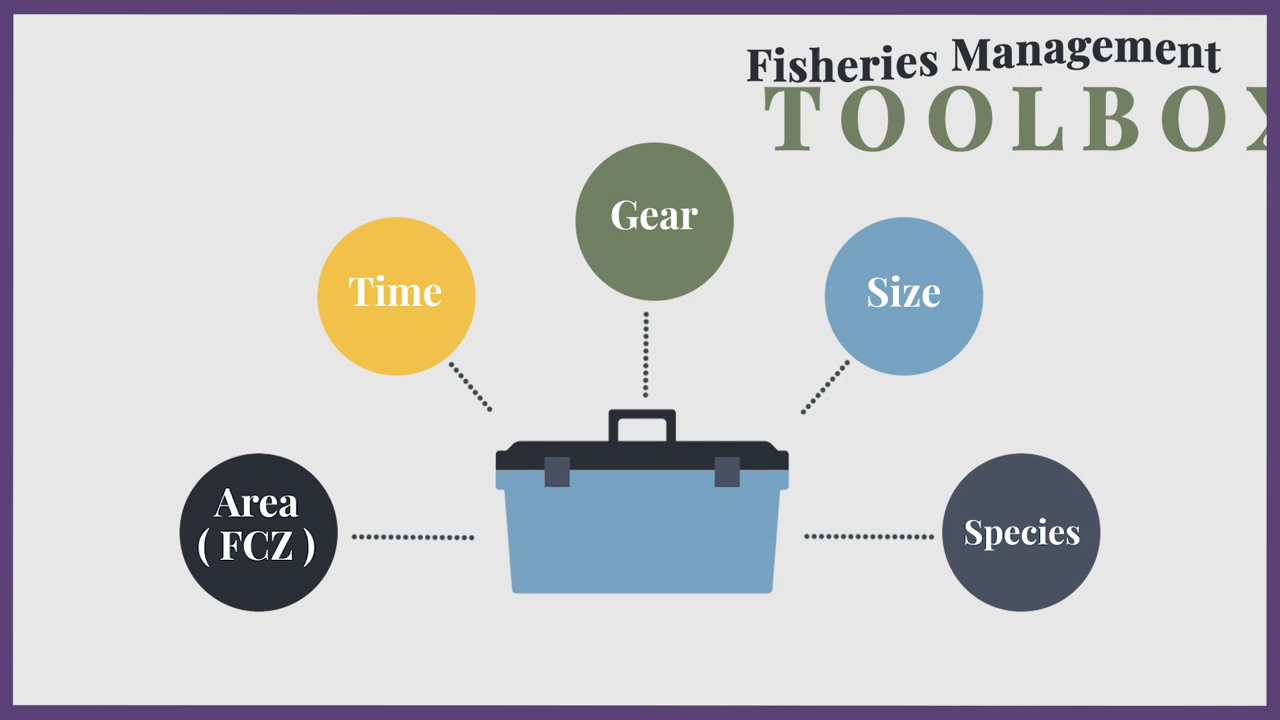 Fisheries Management
TOOLBOX
Gear
Time
Size
Area
( FCZ )
Species